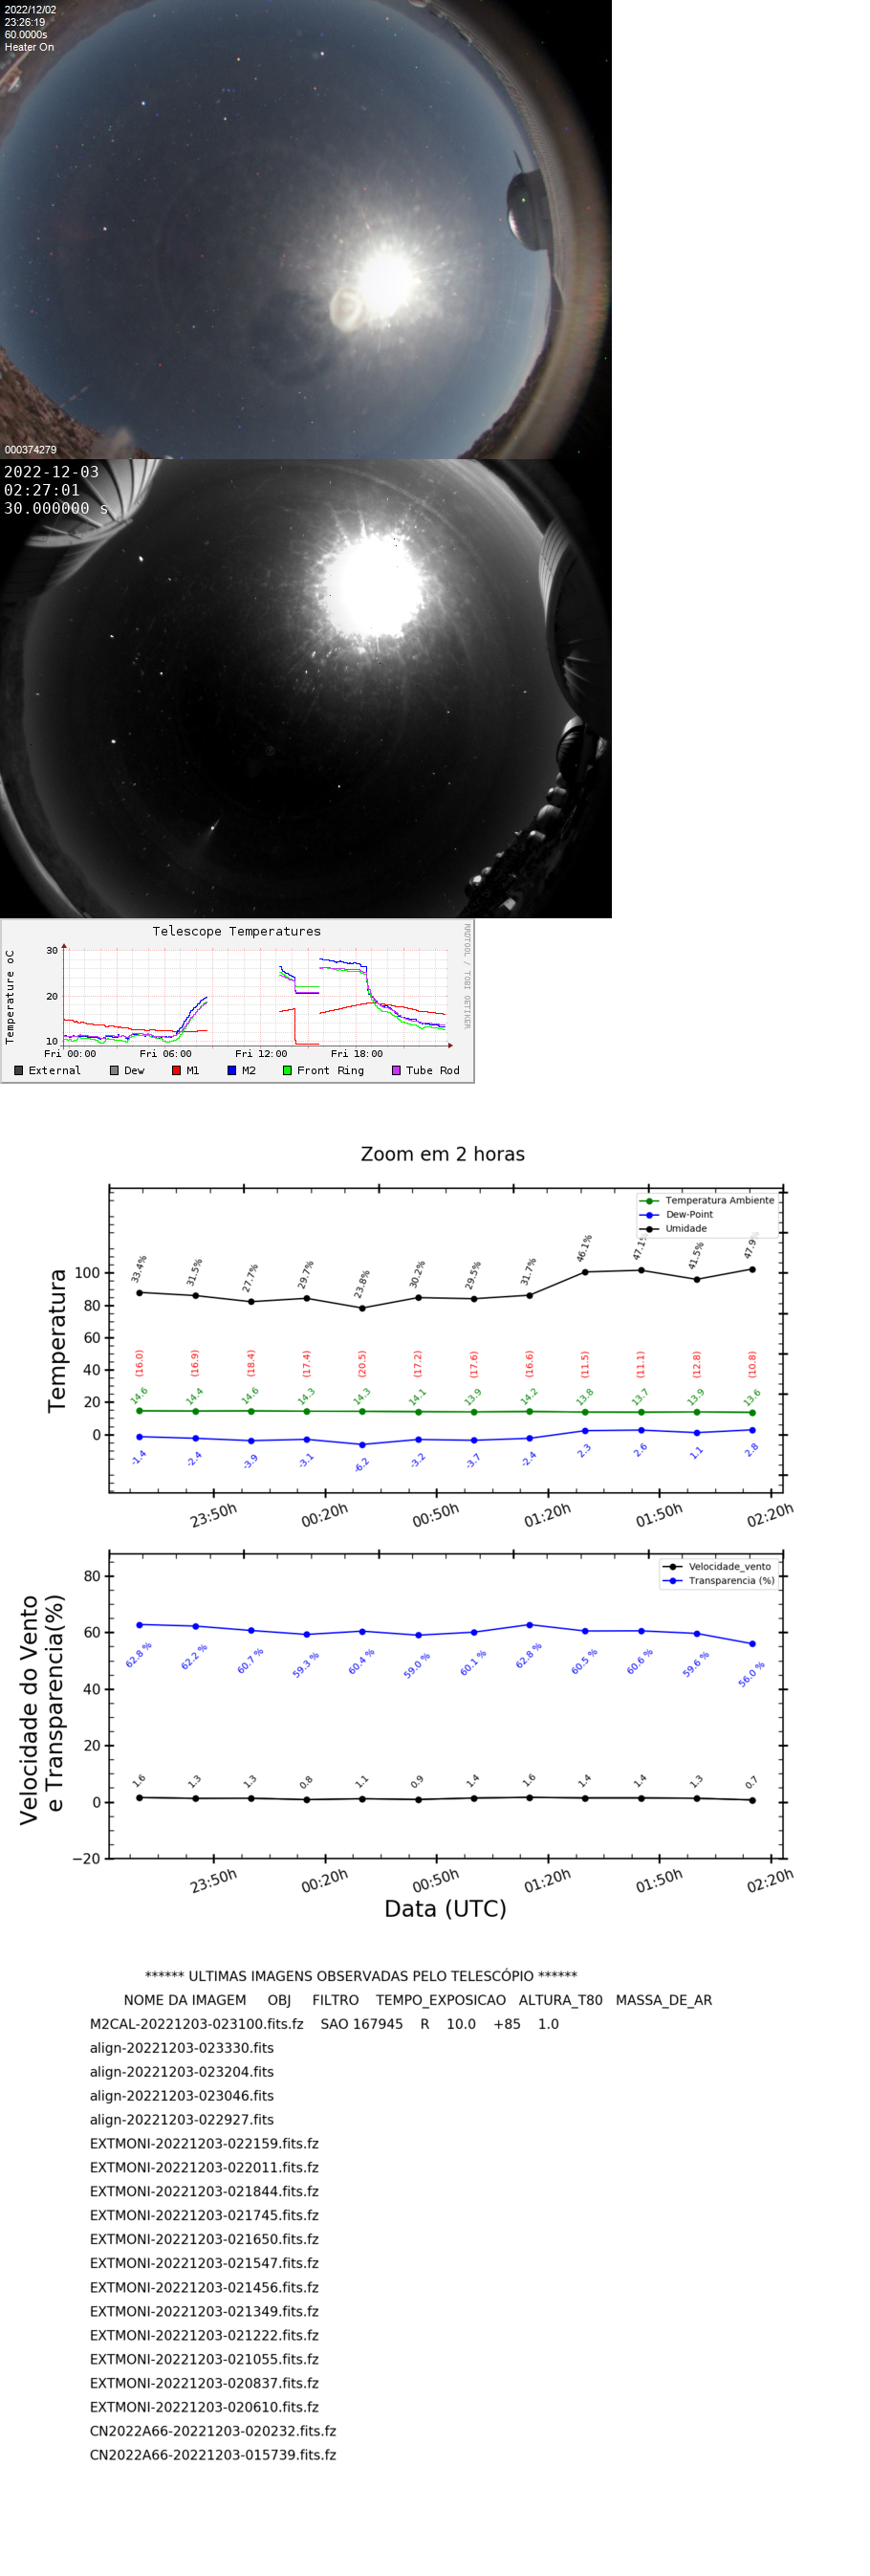 2022/12/02
23:26:19
60.0000s
Heater On
000374279
2022-12-03
02:27:01
30.000000 s
Telescope Temperatures
RRDTOOL / TOBI OETIKER
Temperature oC
30
20
10
Fri 00:00 Fri 06:00 Fri 12:00 Fri 18:00
External Dew M1 M2 Front Ring Tube Rod
Zoom em 2 horas
Temperatura
Temperatura Ambiente
Dew-Point
Umidade
100
80
60
40
20
0
33.4% 31.5% 27.7% 29.7% 23.8% 30.2% 29.5% 31.7% 46.1% 47.1% 41.5% 47.9%
(16.0) (16.9) (18.4) (17.4) (20.5) (17.2) (17.6) (16.6) (11.5) (11.1) (12.8) (10.8)
14.6 14.4 14.6 14.3 14.3 14.1 13.9 14.2 13.8 13.7 13.9 13.6
-1.4 -2.4 -3.9 -3.1 -6.2 -3.2 -3.7 -2.4 2.3 2.6 1.1 2.8
23:50h 00:20h 00:50h 01:20h 01:50h 02:20h
Velocidade do Vento
e Transparencia(%)
Velocidade_vento
Transparencia (%)
80
60
40
20
0
−20
62.8 % 62.2 % 60.7 % 59.3 % 60.4 % 59.0 % 60.1 % 62.8 % 60.5 % 60.6 % 59.6 % 56.0 %
1.6 1.3 1.3 0.8 1.1 0.9 1.4 1.6 1.4 1.4 1.3 0.7
23:50h 00:20h 00:50h 01:20h 01:50h 02:20h
Data (UTC)
****** ULTIMAS IMAGENS OBSERVADAS PELO TELESCÓPIO ******
NOME DA IMAGEM OBJ FILTRO TEMPO_EXPOSICAO ALTURA_T80 MASSA_DE_AR
M2CAL-20221203-023100.fits.fz SAO 167945 R 10.0 +85 1.0
align-20221203-023330.fits
align-20221203-023204.fits
align-20221203-023046.fits
align-20221203-022927.fits
EXTMONI-20221203-022159.fits.fz
EXTMONI-20221203-022011.fits.fz
EXTMONI-20221203-021844.fits.fz
EXTMONI-20221203-021745.fits.fz
EXTMONI-20221203-021650.fits.fz
EXTMONI-20221203-021547.fits.fz
EXTMONI-20221203-021456.fits.fz
EXTMONI-20221203-021349.fits.fz
EXTMONI-20221203-021222.fits.fz
EXTMONI-20221203-021055.fits.fz
EXTMONI-20221203-020837.fits.fz
EXTMONI-20221203-020610.fits.fz
CN2022A66-20221203-020232.fits.fz
CN2022A66-20221203-015739.fits.fz